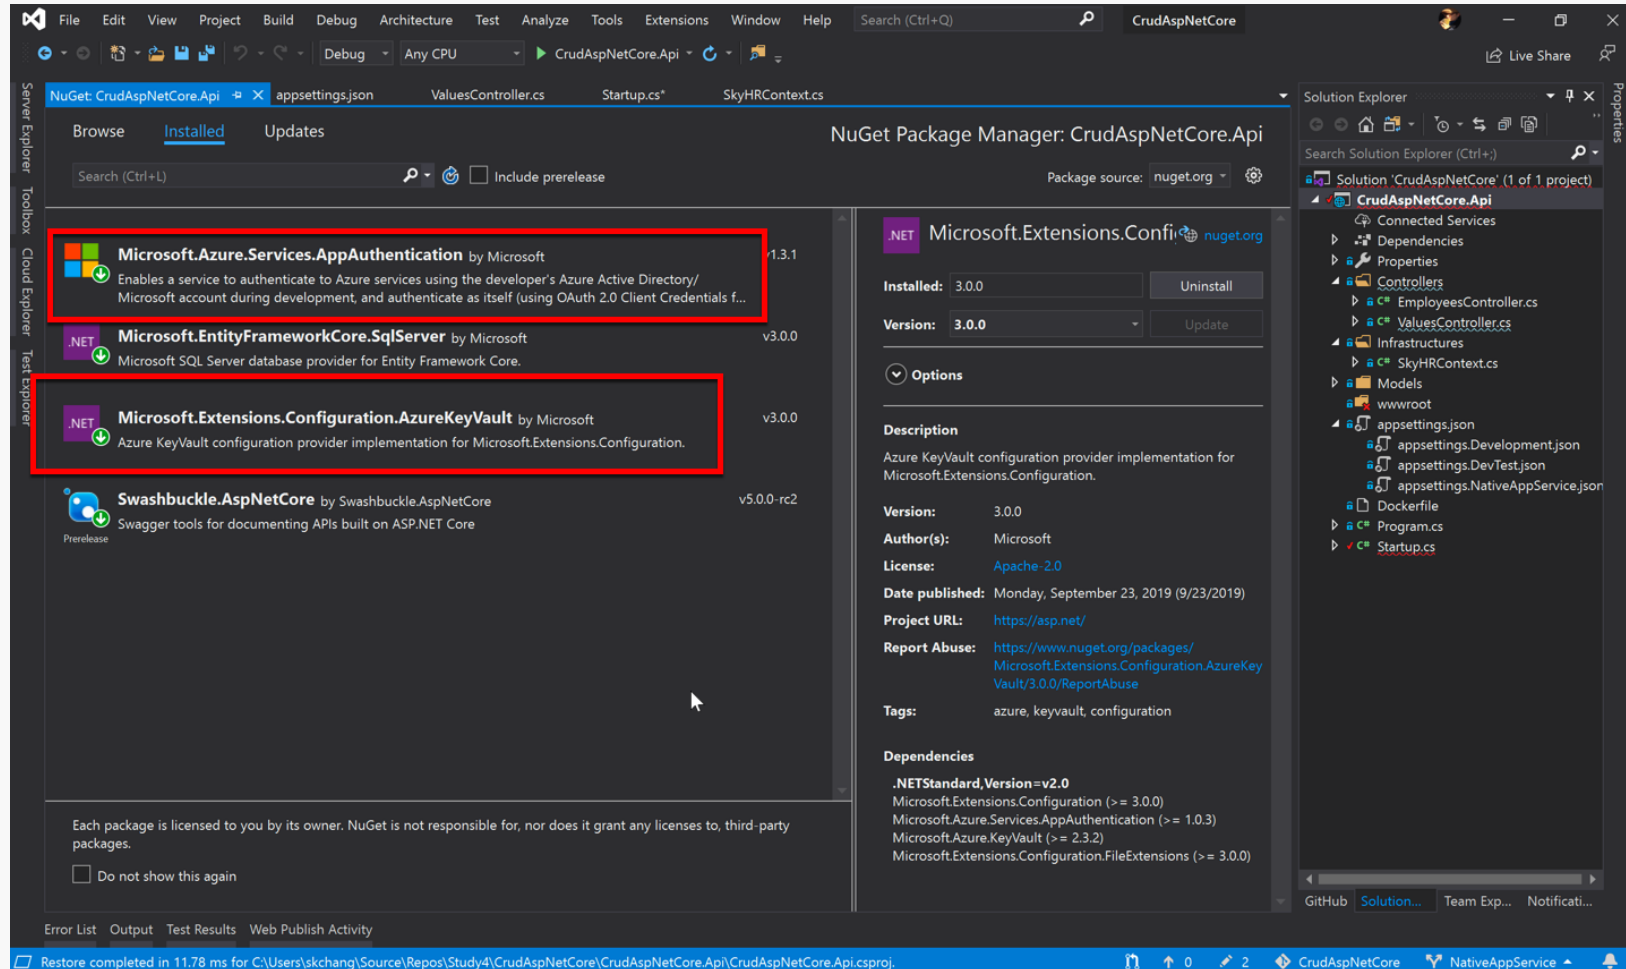 File Edit View Project Build Debug Architecture Test Analyze Tools Extensions Window Help Search (Ctrl+Q) CrudAspNetCore
Debug Any CPU CrudAspNetCore.Api Live Share
NuGet: CrudAspNetCore.Api appsettings.json ValuesController.cs Startup.cs* SkyHRContext.cs
Server Explorer
Toolbox
Cloud Explorer
Test Explorer
Browse Installed Updates
NuGet Package Manager: CrudAspNetCore.Api
Search (Ctrl+L) Include prerelease
Package source: nuget.org
Microsoft.Azure.Services.AppAuthentication by Microsoft v1.3.1
Enables a service to authenticate to Azure services using the developer's Azure Active Directory/
Microsoft account during development, and authenticate as itself (using OAuth 2.0 Client Credentials f...
.NET
Microsoft.EntityFrameworkCore.SqlServer by Microsoft v3.0.0
Microsoft SQL Server database provider for Entity Framework Core.
.NET
Microsoft.Extensions.Configuration.AzureKeyVault by Microsoft v3.0.0
Azure KeyVault configuration provider implementation for Microsoft.Extensions.Configuration.
Swashbuckle.AspNetCore by Swashbuckle.AspNetCore v5.0.0-rc2
Swagger tools for documenting APIs built on ASP.NET Core
Prerelease
Each package is licensed to you by its owner. NuGet is not responsible for, nor does it grant any licenses to, third-party
packages.
Do not show this again
.NET Microsoft.Extensions.Confi nuget.org
Installed: 3.0.0 Uninstall
Version: 3.0.0 Update
Options
Description
Azure KeyVault configuration provider implementation for
Microsoft.Extensions.Configuration.
Version: 3.0.0
Author(s): Microsoft
License: Apache-2.0
Date published: Monday, September 23, 2019 (9/23/2019)
Project URL: https://asp.net/
Report Abuse: https://www.nuget.org/packages/
Microsoft.Extensions.Configuration.AzureKey
Vault/3.0.0/ReportAbuse
Tags: azure, keyvault, configuration
Dependencies
.NETStandard,Version=v2.0
Microsoft.Extensions.Configuration (>= 3.0.0)
Microsoft.Azure.Services.AppAuthentication (>= 1.0.3)
Microsoft.Azure.KeyVault (>= 2.3.2)
Microsoft.Extensions.Configuration.FileExtensions (>= 3.0.0)
Solution Explorer
Search Solution Explorer (Ctrl+;)
Solution 'CrudAspNetCore' (1 of 1 project)
CrudAspNetCore.Api
Connected Services
Dependencies
Properties
Controllers
C# EmployeesController.cs
C# ValuesController.cs
Infrastructures
C# SkyHRContext.cs
Models
wwwroot
appsettings.json
appsettings.Development.json
appsettings.DevTest.json
appsettings.NativeAppService.json
Dockerfile
C# Program.cs
C# Startup.cs
GitHub Solution... Team Exp... Notificati...
Properties
Error List Output Test Results Web Publish Activity
Restore completed in 11.78 ms for C:\Users\skchang\Source\Repos\Study4\CrudAspNetCore\CrudAspNetCore.Api\CrudAspNetCore.Api.csproj. 0 2 CrudAspNetCore NativeAppService